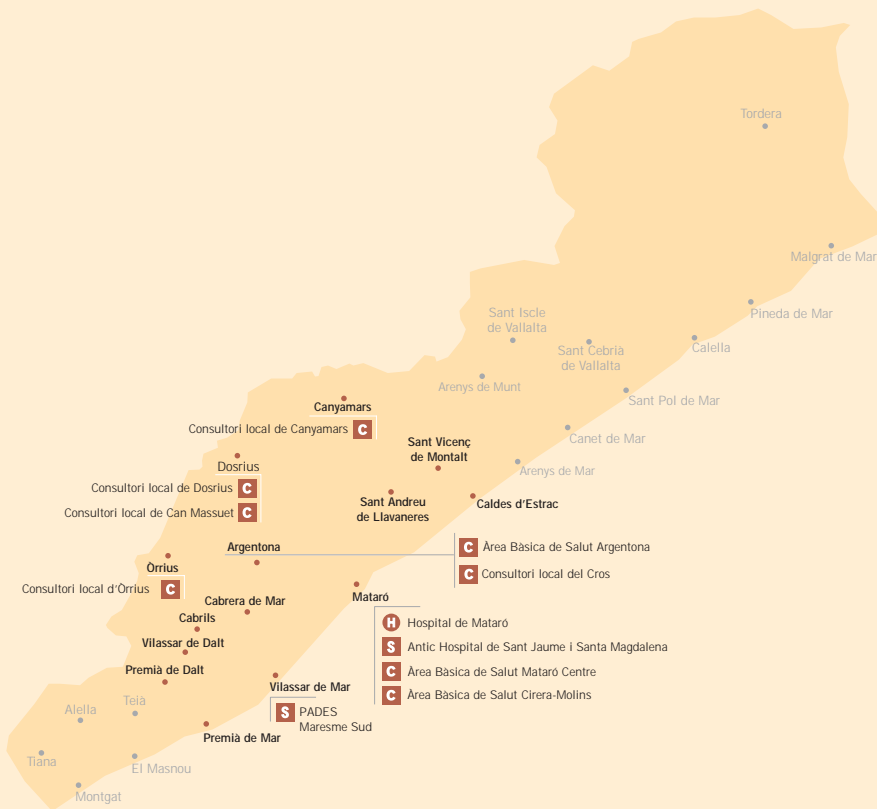 Tordera
Malgrat de Mar
Pineda de Mar
Sant Iscle
de Vallalta
Sant Cebrià
de Vallalta
Calella
Arenys de Munt
Sant Pol de Mar
Canyamars
Consultori local de Canyamars C
Sant Vicenç
de Montalt
Canet de Mar
Dosrius
Arenys de Mar
Consultori local de Dosrius C
Consultori local de Can Massuet C
Sant Andreu
de Llavaneres
Caldes d'Estrac
Argentona
C Àrea Bàsica de Salut Argentona
C Consultori local del Cros
Òrrius
Consultori local d'Òrrius C
Cabrera de Mar
Mataró
H Hospital de Mataró
S Antic Hospital de Sant Jaume i Santa Magdalena
C Àrea Bàsica de Salut Mataró Centre
C Àrea Bàsica de Salut Cirera-Molins
Cabrils
Vilassar de Dalt
Premià de Dalt
Vilassar de Mar
S PADES
Maresme Sud
Teià
Alella
Premià de Mar
Tiana
El Masnou
Montgat